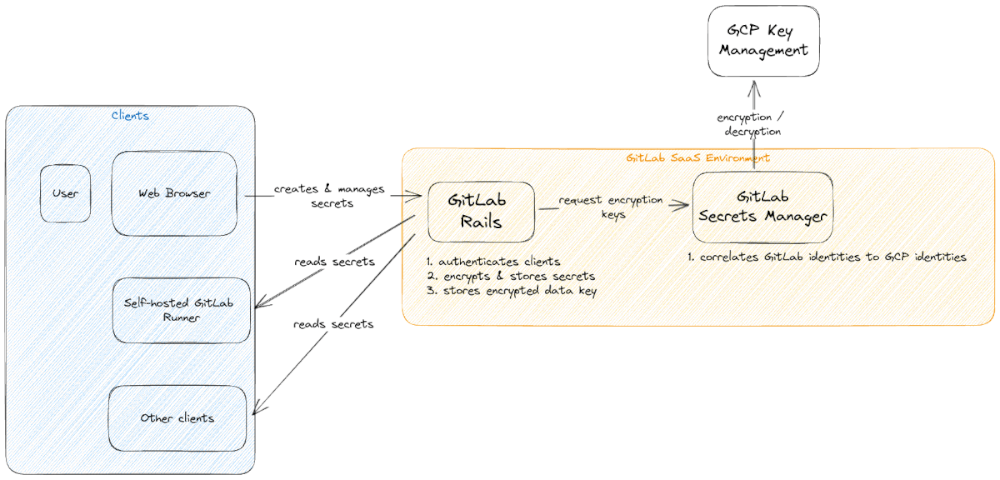 GCP Key
Management
encryption /
decryption
Clients
GitLab SaaS Environment
User
Web Browser
creates & manages
secrets
GitLab
Rails
request encryption
keys
GitLab
Secrets Manager
1. authenticates clients
2. encrypts & stores secrets
3. stores encrypted data key
1. correlates GitLab identities to GCP identities
reads secrets
Self-hosted GitLab
Runner
reads secrets
Other clients